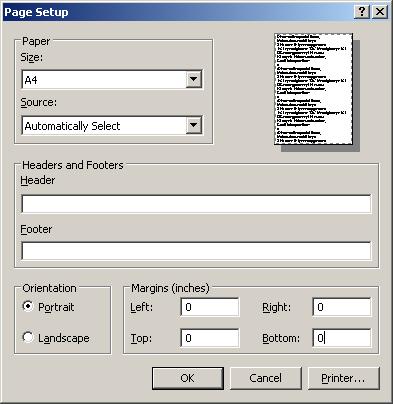 Page Setup
Paper
Size:
A4
Source:
Automatically Select
Headers and Footers
Header
Footer
Orientation
Portrait
Landscape
Margins (inches)
Left: 0 Right: 0
Top: 0 Bottom: 0
OK Cancel Printer...